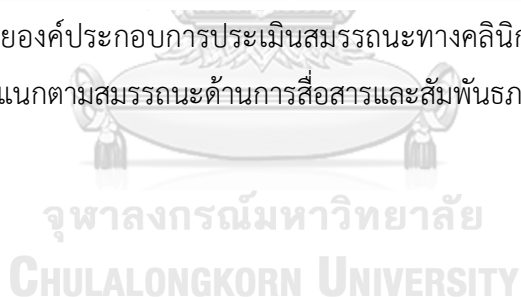 ยองค์ประกอบการประเมินสมรรถนะทางคลินิก
แนกตามสมรรถนะด้านการสื่อสารและสัมพันธภ
จุฬาลงกรณ์มหาวิทยาลัย
CHULALONGKORN UNIVERSITY